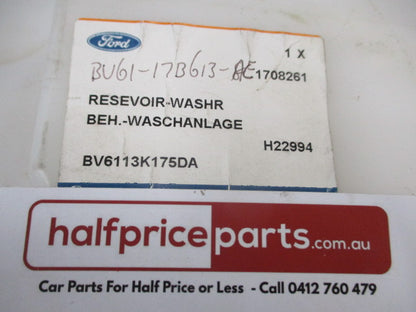 Ford
1 X
BV61-17B613-AE 1708261
RESEVOIR-WASHR
BEH.-WASCHANLAGE
H22994
BV6113K175DA
halfpriceparts.com.au
Car Parts For Half Price or Less - Call 0412 760 479